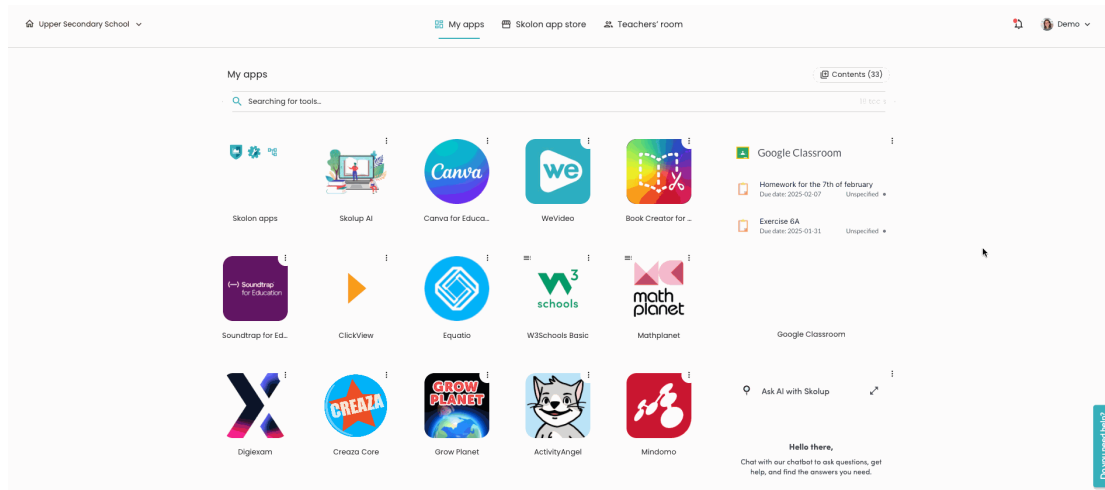 Upper Secondary School
My apps
Skolon app store
Teachers' room
Demo
My apps
Contents (33)
Searching for tools...
Canva
we
Google Classroom
Homework for the 7th of february
Due date: 2025-02-07
Unspecified
Exercise 6A
Due date: 2025-01-31
Unspecified
Skolon apps
Skolup AI
Canva for Educa...
WeVideo
Book Creator for ...
Soundtrap
for Education
W3
schools
math
planet
Soundtrap for Ed...
ClickView
Equatio
W3Schools Basic
Mathplanet
Google Classroom
CREAZA
GROW
PLANET
Ask AI with Skolup
Hello there,
Chat with our chatbot to ask questions, get
help, and find the answers you need.
Digiexam
Creaza Core
Grow Planet
ActivityAngel
Mindomo
Do you need help?